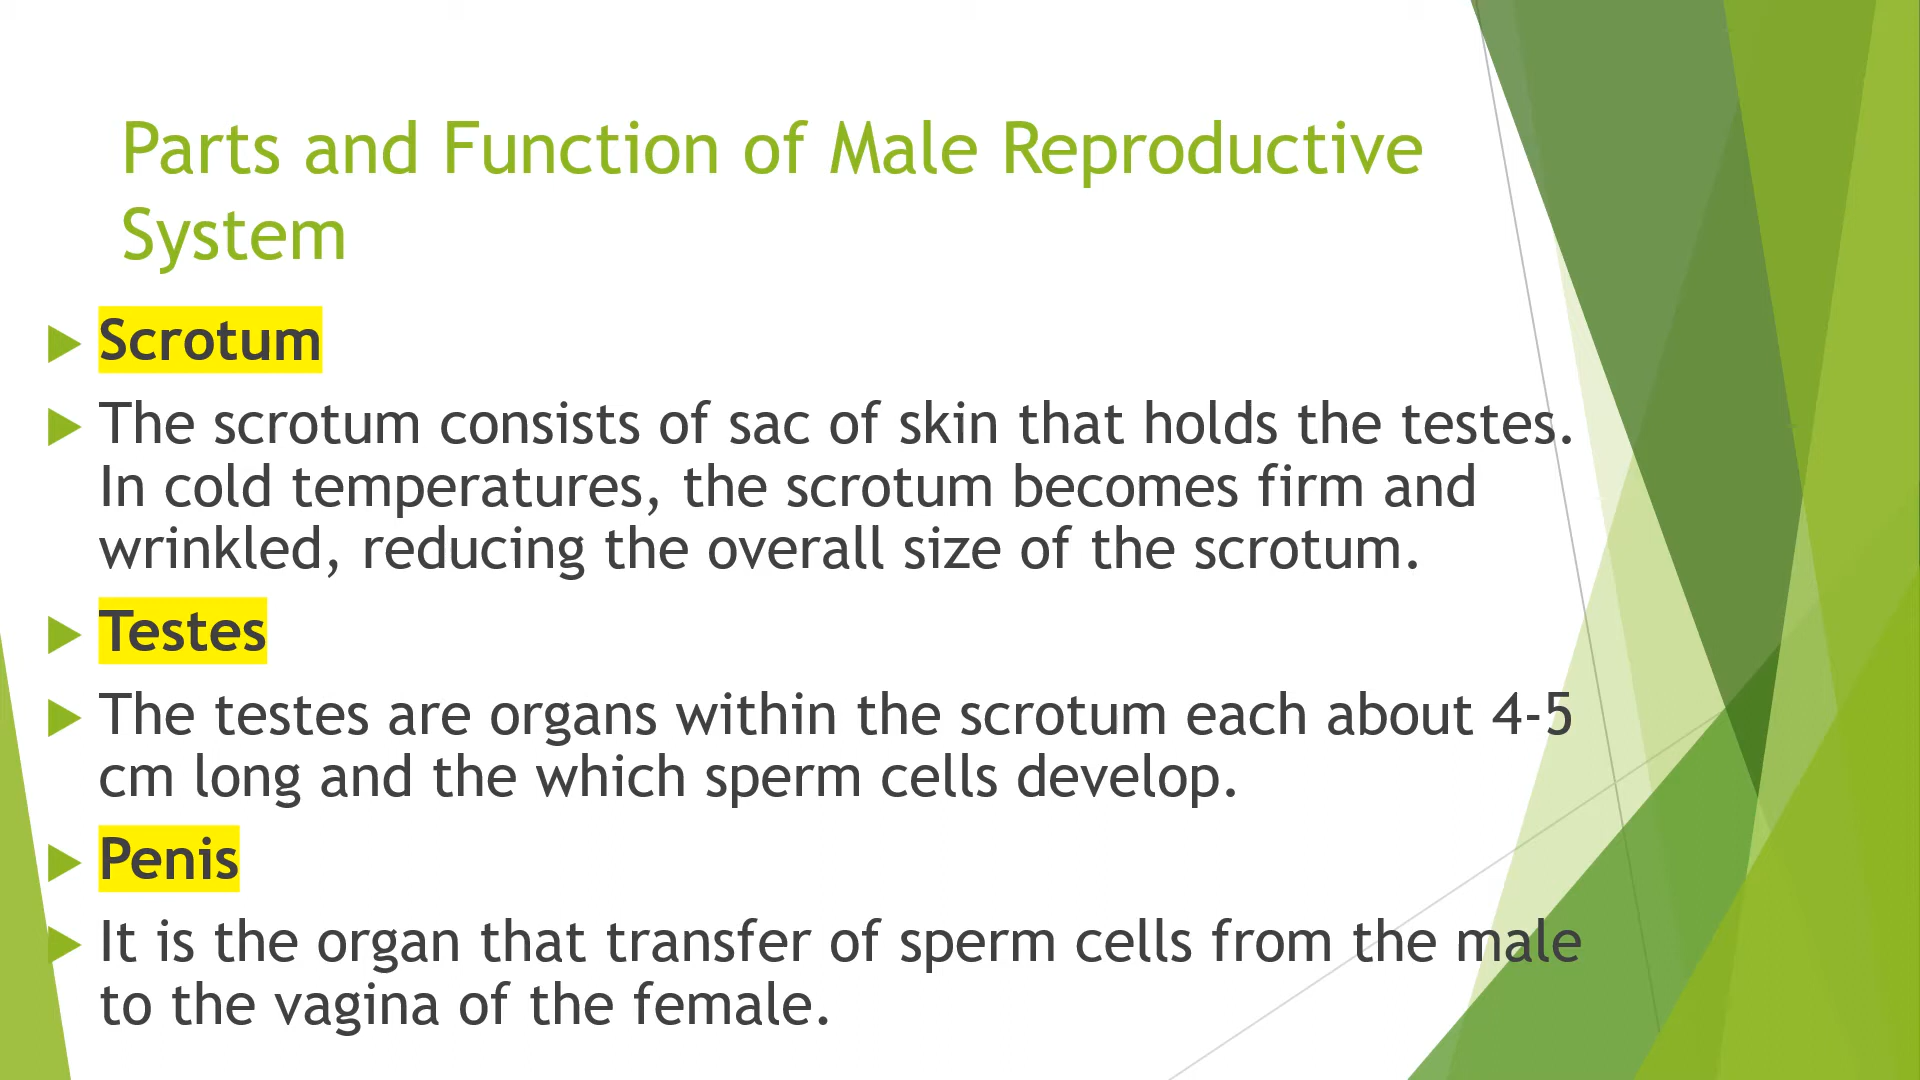 Parts and Function of Male Reproductive
System
Scrotum
The scrotum consists of sac of skin that holds the testes.
In cold temperatures, the scrotum becomes firm and
wrinkled, reducing the overall size of the scrotum.
Testes
The testes are organs within the scrotum each about 4-5
cm long and the which sperm cells develop.
Penis
It is the organ that transfer of sperm cells from the male
to the vagina of the female.